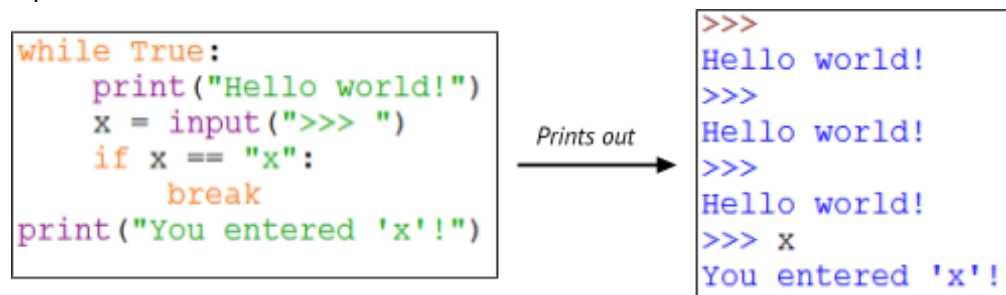 while True:
    print("Hello world!")
    x = input(">>> ")
    if x == "x":
        break
print("You entered 'x'!")
Prints out
>>>
Hello world!
>>>
Hello world!
>>>
Hello world!
>>> x
You entered 'x'!